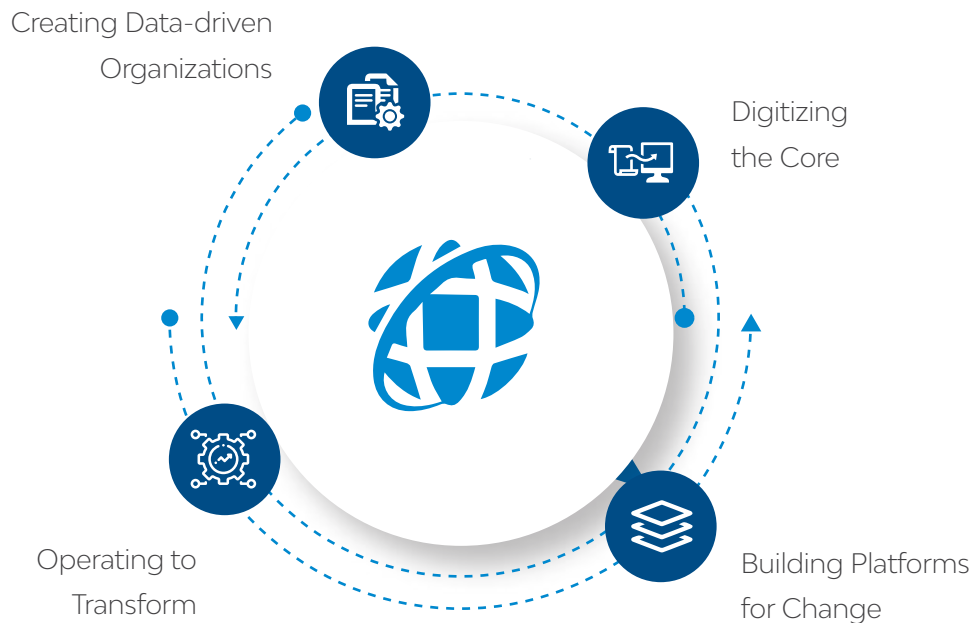 Creating Data-driven
Organizations
Digitizing
the Core
Operating to
Transform
Building Platforms
for Change